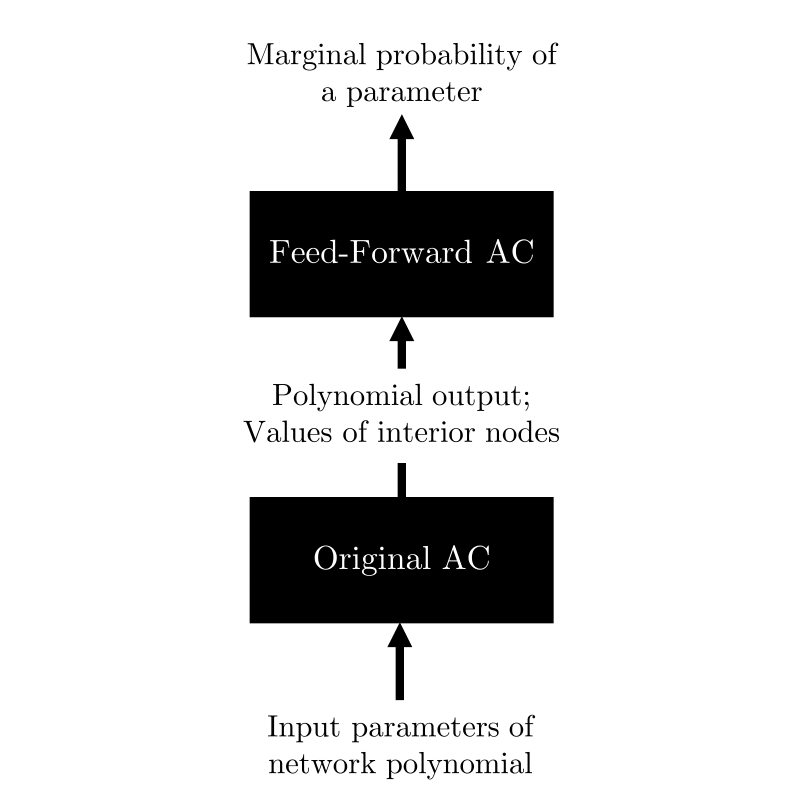 Marginal probability of
a parameter
Feed-Forward AC
Polynomial output;
Values of interior nodes
Original AC
Input parameters of
network polynomial